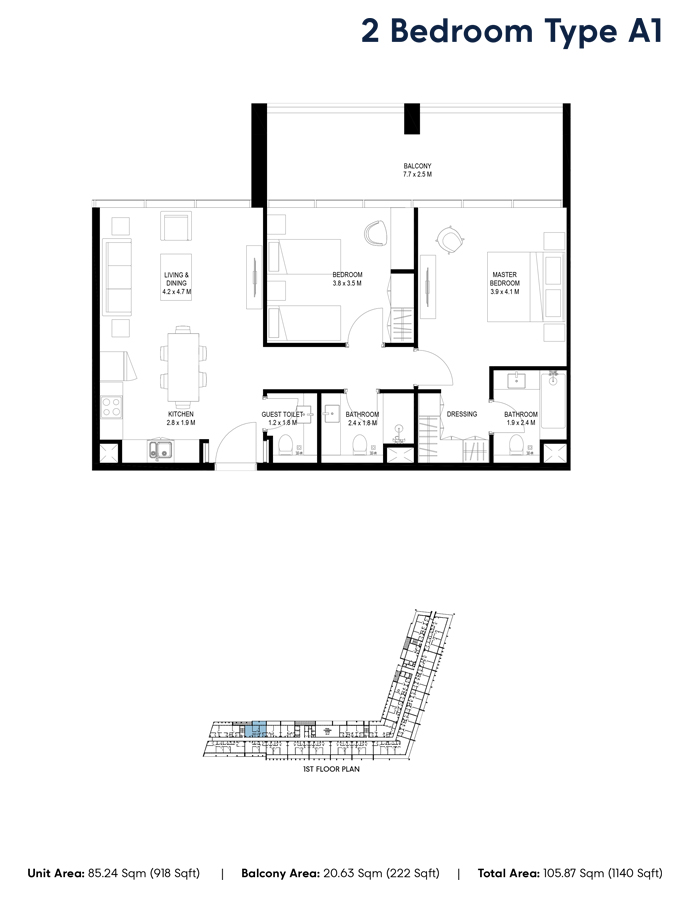 2 Bedroom Type A1
BALCONY
7.7 x 2.5 M
LIVING &
DINING
4.2 x 4.7 M
BEDROOM
3.8 x 3.5 M
MASTER
BEDROOM
3.9 x 4.1 M
KITCHEN
2.8 x 1.9 M
GUEST TOILET
1.2 x 1.8 M
BATHROOM
2.4 x 1.8 M
DRESSING
BATHROOM
1.9 x 2.4 M
1ST FLOOR PLAN
Unit Area: 85.24 Sqm (918 Sqft) | Balcony Area: 20.63 Sqm (222 Sqft) | Total Area: 105.87 Sqm (1140 Sqft)